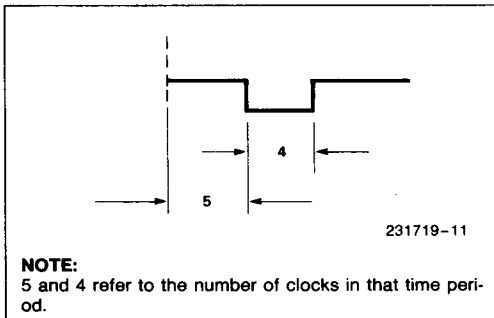 4
5
231719-11
NOTE:
5 and 4 refer to the number of clocks in that time peri-
od.